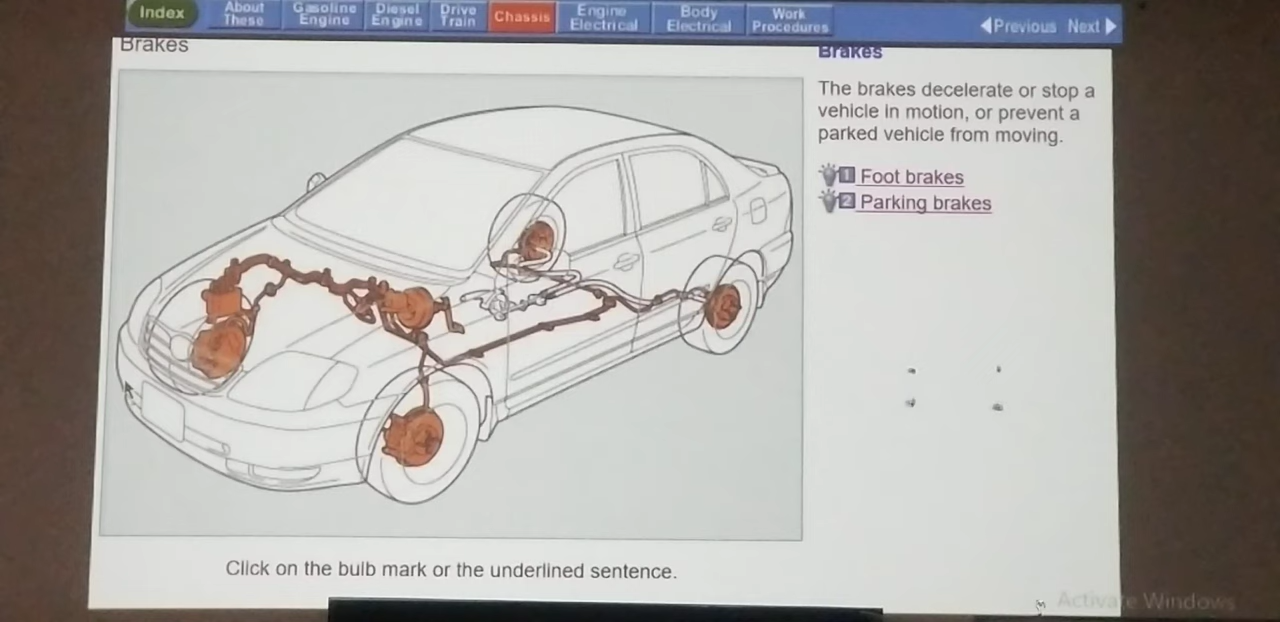 Index
About
These
Gasoline
Engine
Diesel
Engine
Drive
Train
Chassis
Engine
Electrical
Body
Electrical
Work
Procedures
Previous Next
Brakes
Brakes
The brakes decelerate or stop a
vehicle in motion, or prevent a
parked vehicle from moving.
1 Foot brakes
2 Parking brakes
Click on the bulb mark or the underlined sentence.
Activate Windows